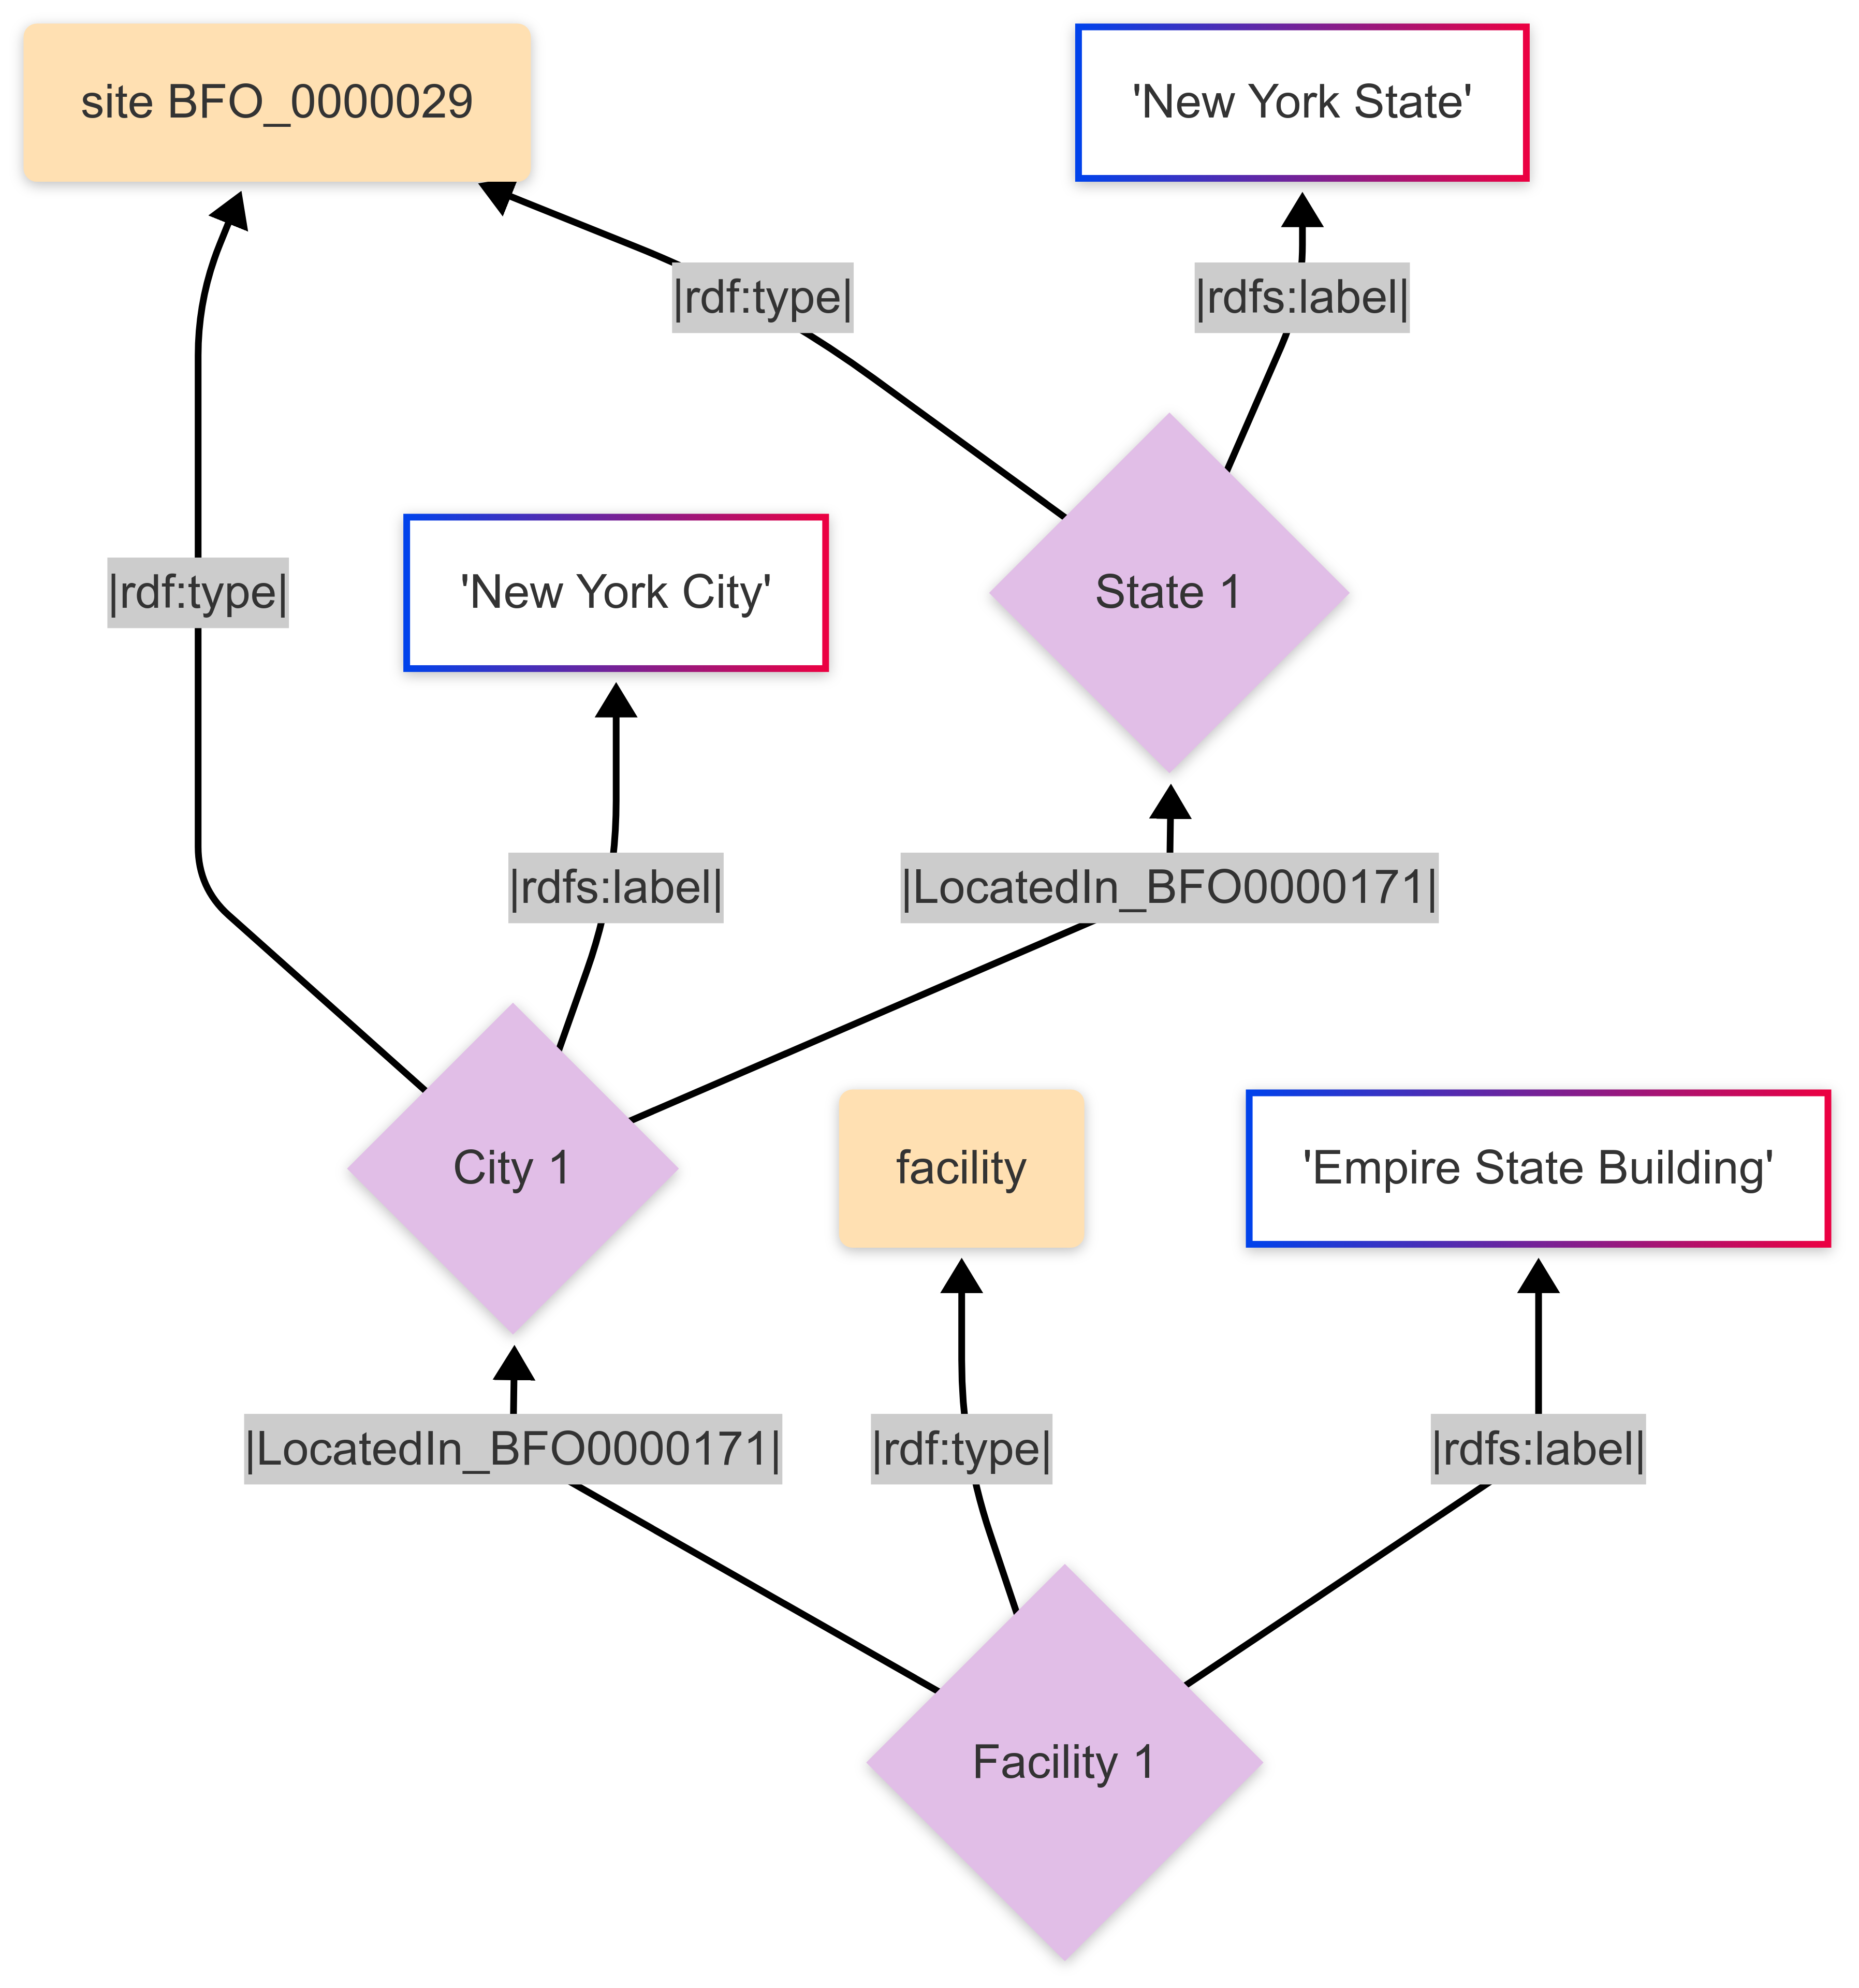 site BFO_0000029
'New York State'
|rdf:type|
|rdfs:label|
|rdf:type|
'New York City'
State 1
|rdfs:label|
|LocatedIn_BFO0000171|
City 1
facility
'Empire State Building'
|LocatedIn_BFO0000171|
|rdf:type|
|rdfs:label|
Facility 1